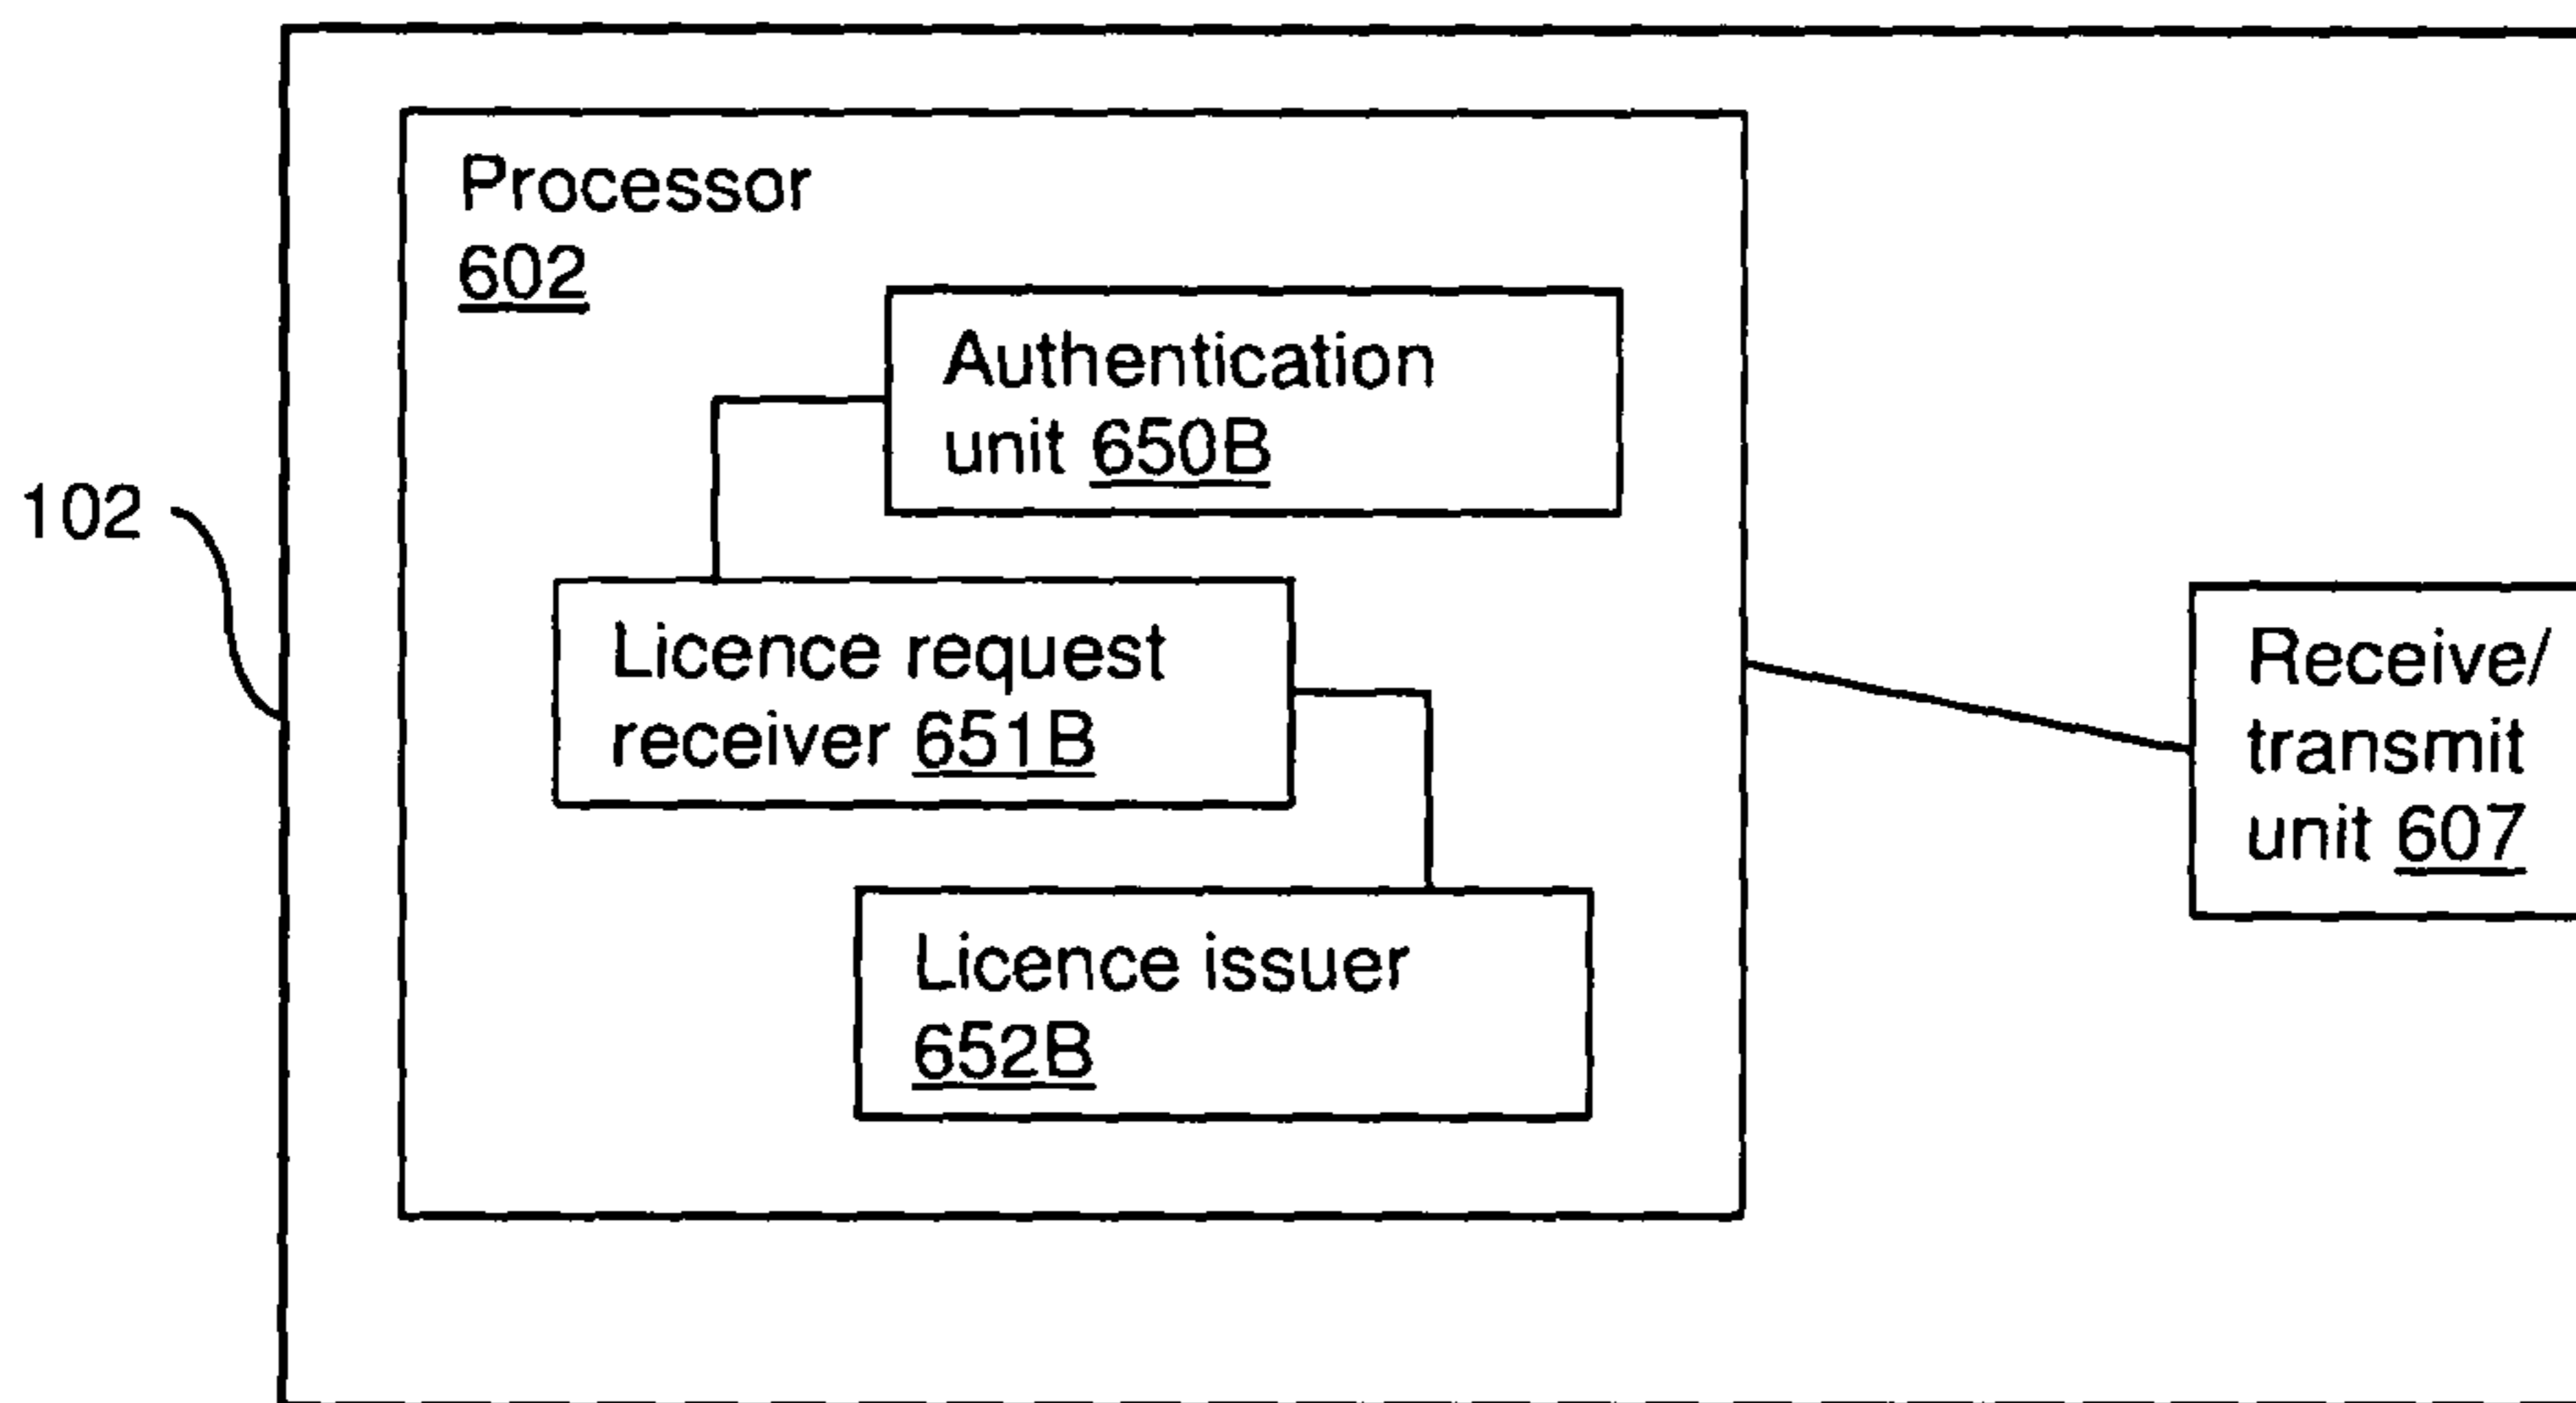 Processor
602
Authentication
unit 650B
102
Licence request
receiver 651B
Receive/
transmit
unit 607
Licence issuer
652B